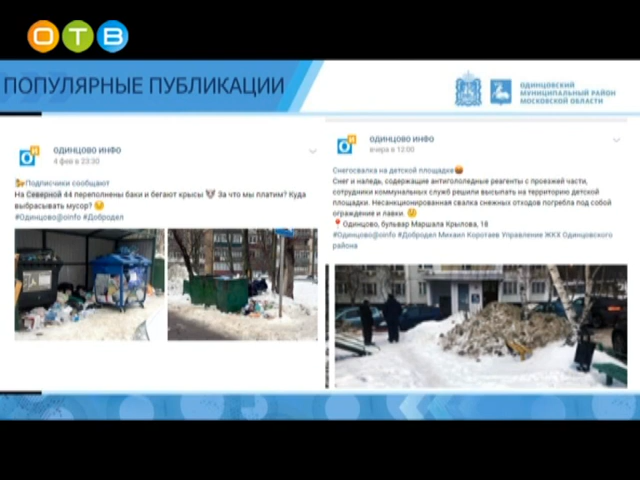 ОТВ
ПОПУЛЯРНЫЕ ПУБЛИКАЦИИ
ОДИНЦОВСКИЙ
МУНИЦИПАЛЬНЫЙ РАЙОН
МОСКОВСКОЙ ОБЛАСТИ
ОДИНЦОВО ИНФО
4 фев в 23:30
Подписчики сообщают
На Северной 44 переполнены баки и бегают крысы За что мы платим? Куда
выбрасывать мусор?
#Одинцово@oinfo #Добродел
ОДИНЦОВО ИНФО
вчера в 12:00
Снегосвалка на детской площадке
Снег и наледь, содержащие антигололедные реагенты с проезжей части,
сотрудники коммунальных служб решили высыпать на территорию детской
площадки. Несанкционированная свалка снежных отходов погребла под собой
ограждение и лавки.
Одинцово, бульвар Маршала Крылова, 18
#Одинцово@oinfo #Добродел Михаил Коротаев Управление ЖКХ Одинцовского
района